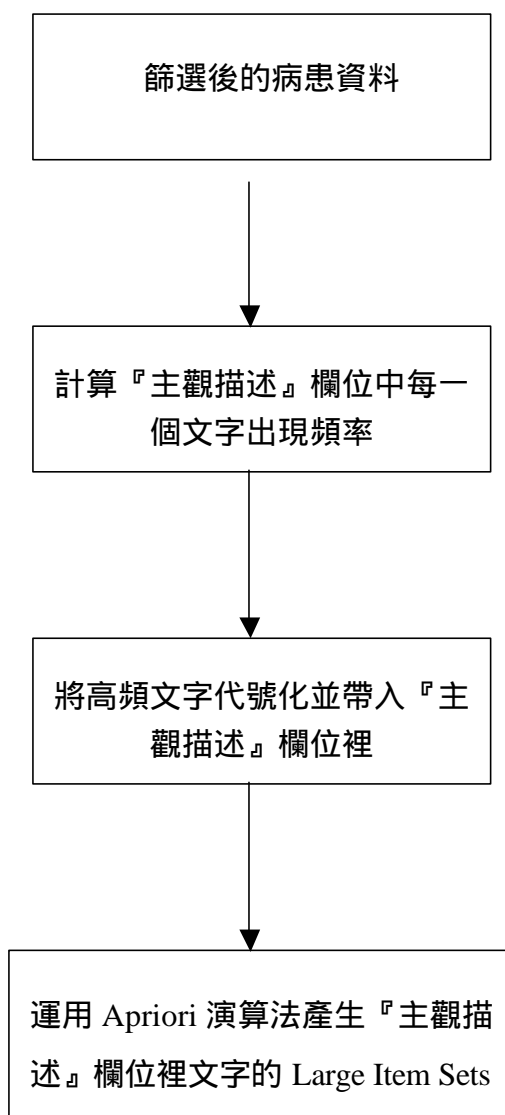 篩選後的病患資料
計算『主觀描述』欄位中每一
個文字出現頻率
將高頻文字代號化並帶入『主
觀描述』欄位裡
運用 Apriori 演算法產生『主觀描
述』欄位裡文字的 Large Item Sets